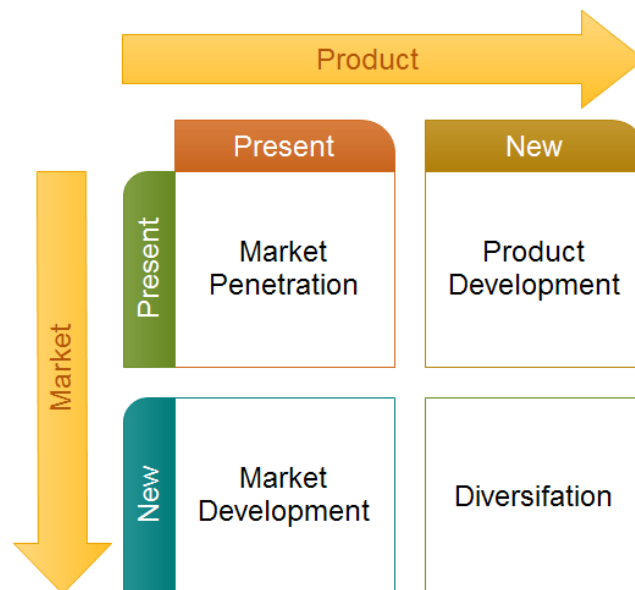 Product
Present
New
Market
Present
Market
Penetration
Product
Development
New
Market
Development
Diversifation